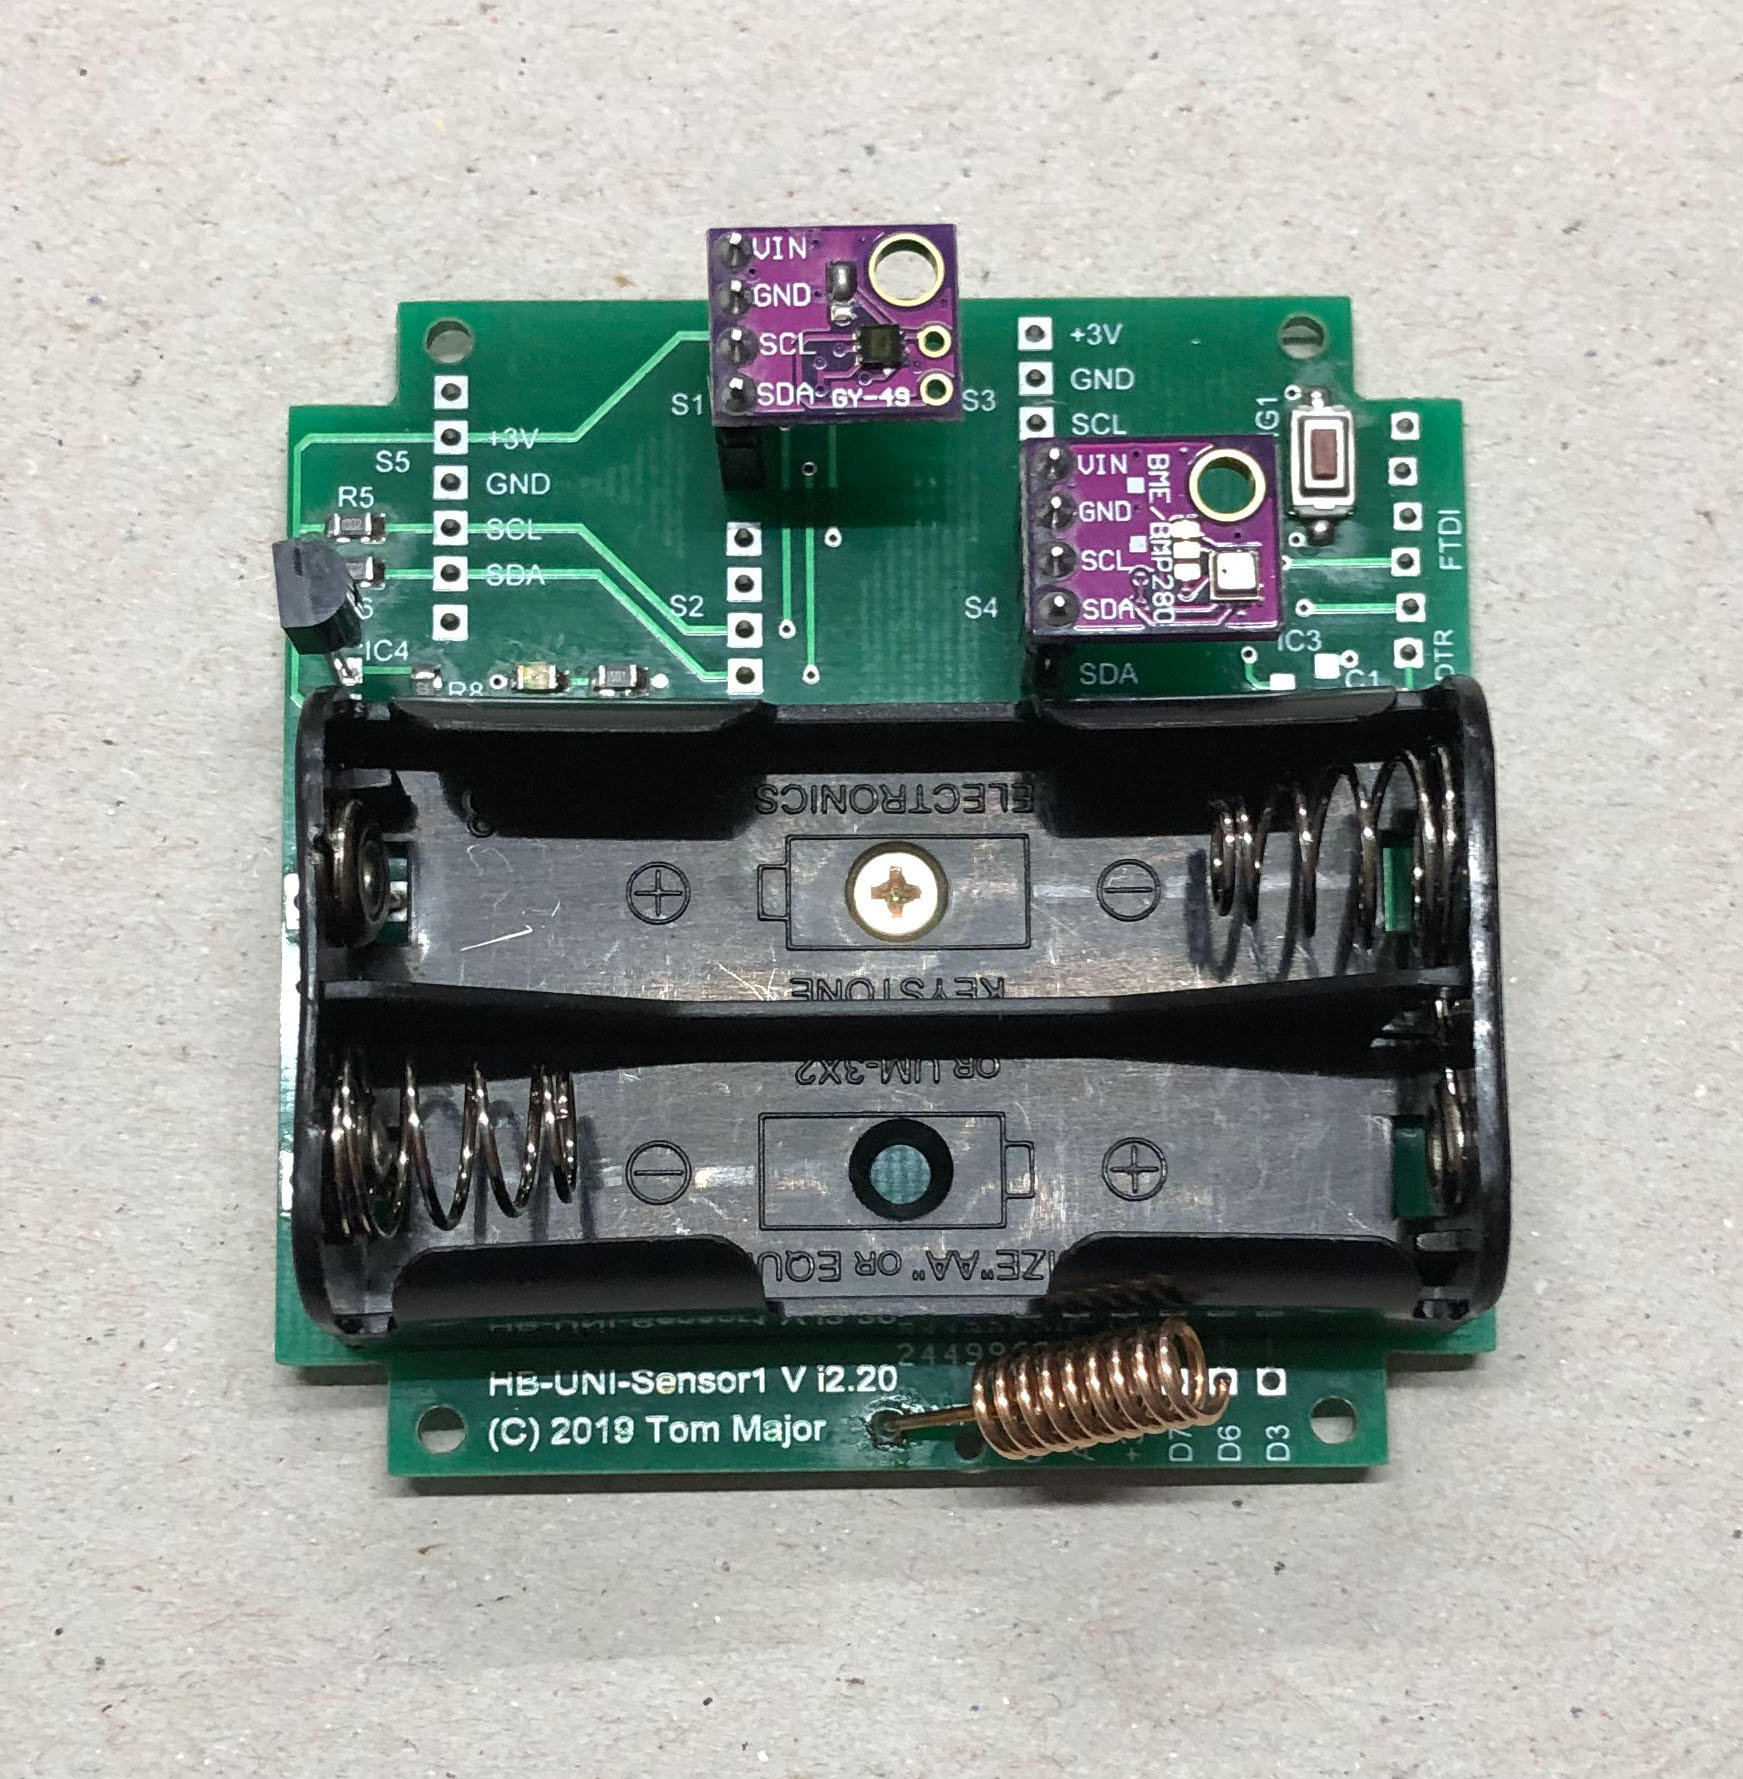 VIN
GND
SCL
SDA GY-49
S1
S3
+3V
GND
SCL
G1
S5
+3V
GND
SCL
SDA
R5
IC4
R8
S2
S4
VIN
GND
SCL
SDA
BME/BMP280
SDA
FTDI
DTR
IC3
C1
ELECTRONICS
+
−
KEYSTONE
OR UM-3X2
−
+
"AA" OR
HB-UNI-Sensor1 V i2.20
(C) 2019 Tom Major
D7
D6
D3